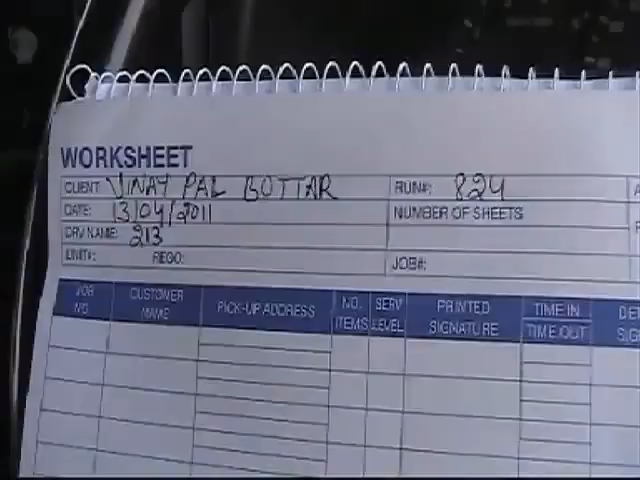 WORKSHEET
CLIENT VINAY PAL BOTTAR RUN#: 824
DATE: 13/04/2011 NUMBER OF SHEETS
DRV NAME: 213
UNIT#: REGO: JOB#:
JOB NO. CUSTOMER NAME PICK-UP ADDRESS NO. ITEMS SERV LEVEL PRINTED SIGNATURE TIME IN TIME OUT